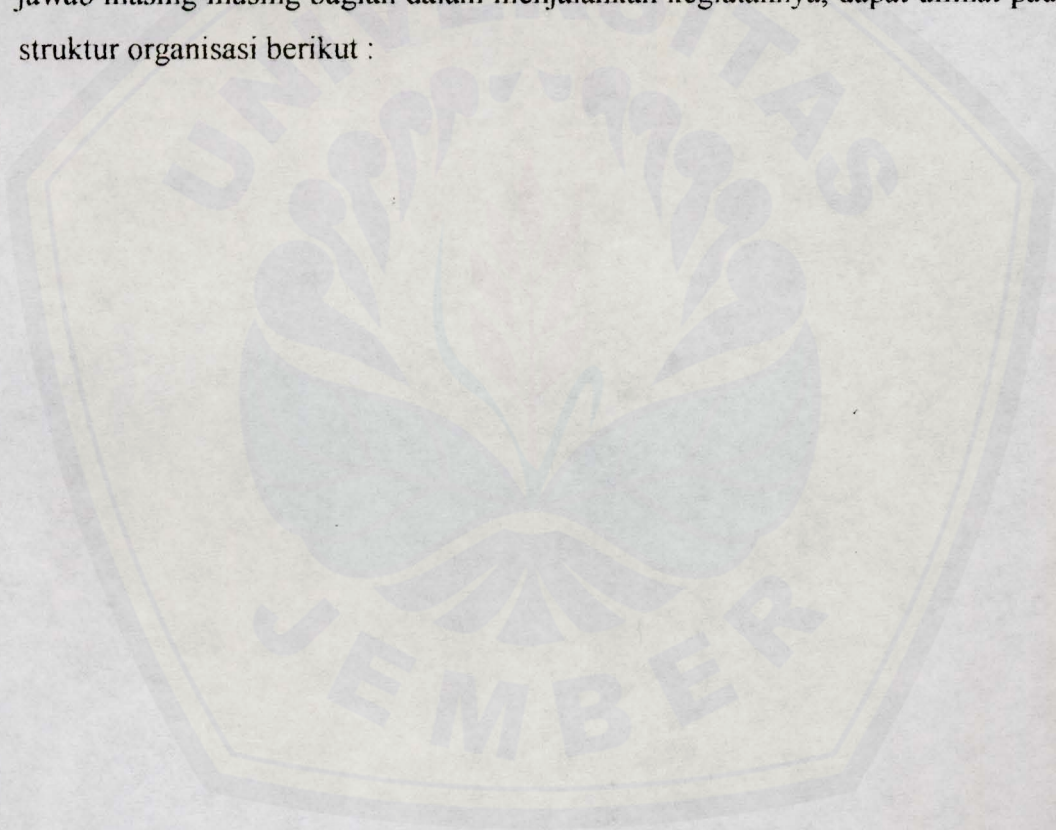 jawab masing-masing bagian dalam menjalankan kegiatannya, dapat dilihat pada
struktur organisasi berikut :
UNIVERSITAS
JEMBER